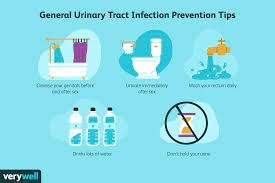 General Urinary Tract Infection Prevention Tips
Cleanse your genitals before
and after sex
Urinate immediately
after sex
Wash your rectum daily
Drinks lots of water
Don't hold your urine
verywell